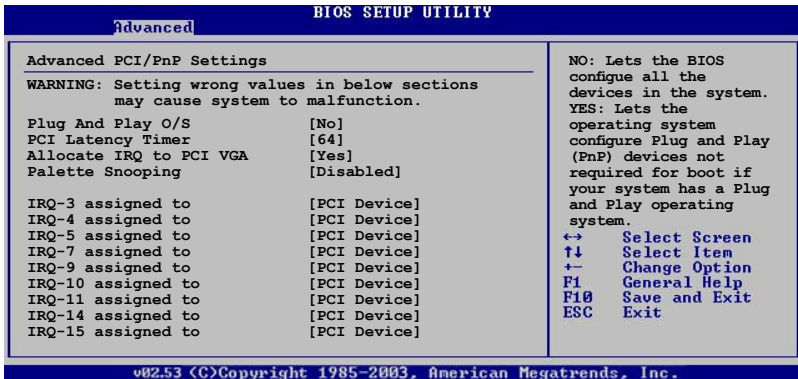 BIOS SETUP UTILITY
Advanced
Advanced PCI/PnP Settings
WARNING: Setting wrong values in below sections
may cause system to malfunction.
Plug And Play O/S [No]
PCI Latency Timer [64]
Allocate IRQ to PCI VGA [Yes]
Palette Snooping [Disabled]
IRQ-3 assigned to [PCI Device]
IRQ-4 assigned to [PCI Device]
IRQ-5 assigned to [PCI Device]
IRQ-7 assigned to [PCI Device]
IRQ-9 assigned to [PCI Device]
IRQ-10 assigned to [PCI Device]
IRQ-11 assigned to [PCI Device]
IRQ-14 assigned to [PCI Device]
IRQ-15 assigned to [PCI Device]
NO: Lets the BIOS
configue all the
devices in the system.
YES: Lets the
operating system
configure Plug and Play
(PnP) devices not
required for boot if
your system has a Plug
and Play operating
system.
↔ Select Screen
↑↓ Select Item
+- Change Option
F1 General Help
F10 Save and Exit
ESC Exit
v02.53 (C)Copyright 1985-2003, American Megatrends, Inc.